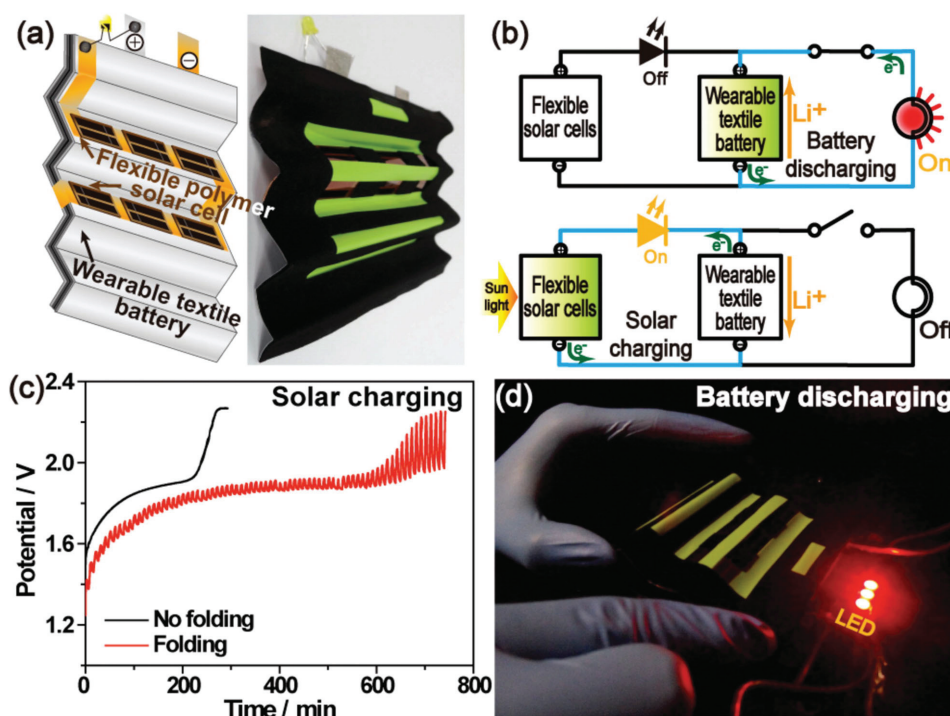 (a)
⊕
⊖
Flexible polymer
solar cell
Wearable textile
battery
(b)
Off
Flexible
solar cells
Wearable
textile
battery
Li+
Battery
discharging
e-
e-
On
On
e-
Sun
light
Flexible
solar cells
Solar
charging
e-
Wearable
textile
battery
Li+
Off
(c)
Solar charging
Potential / V
2.4
2.0
1.6
1.2
No folding
Folding
0
200
400
600
800
Time / min
(d)
Battery discharging
LED